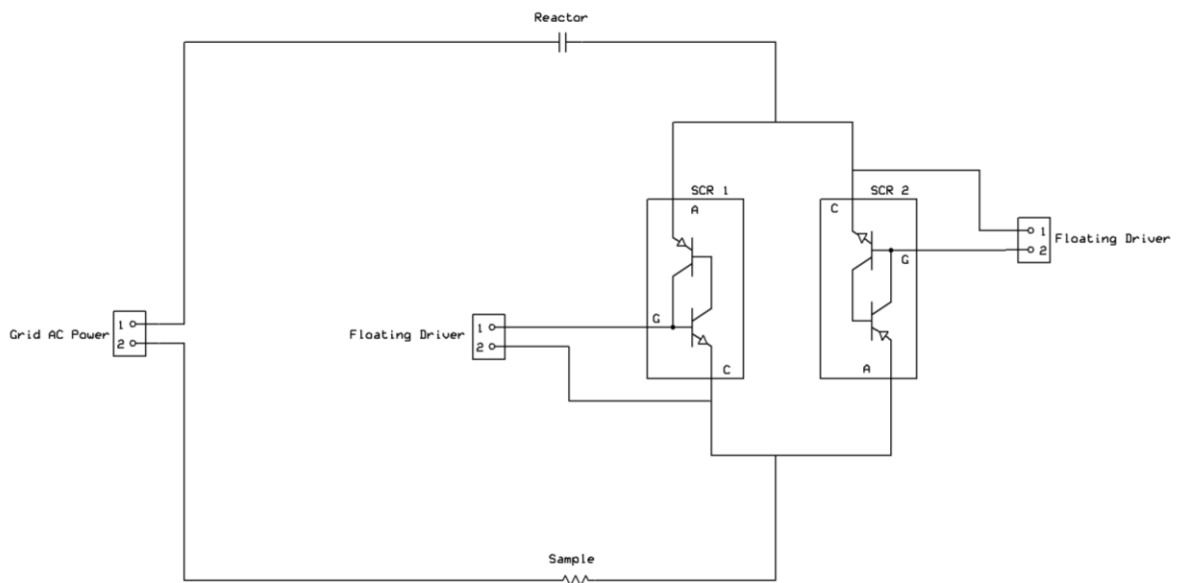 Reactor
SCR 1
A
SCR 2
C
1
2
Floating Driver
G
Grid AC Power
1
2
Floating Driver
1
2
G
C
A
Sample